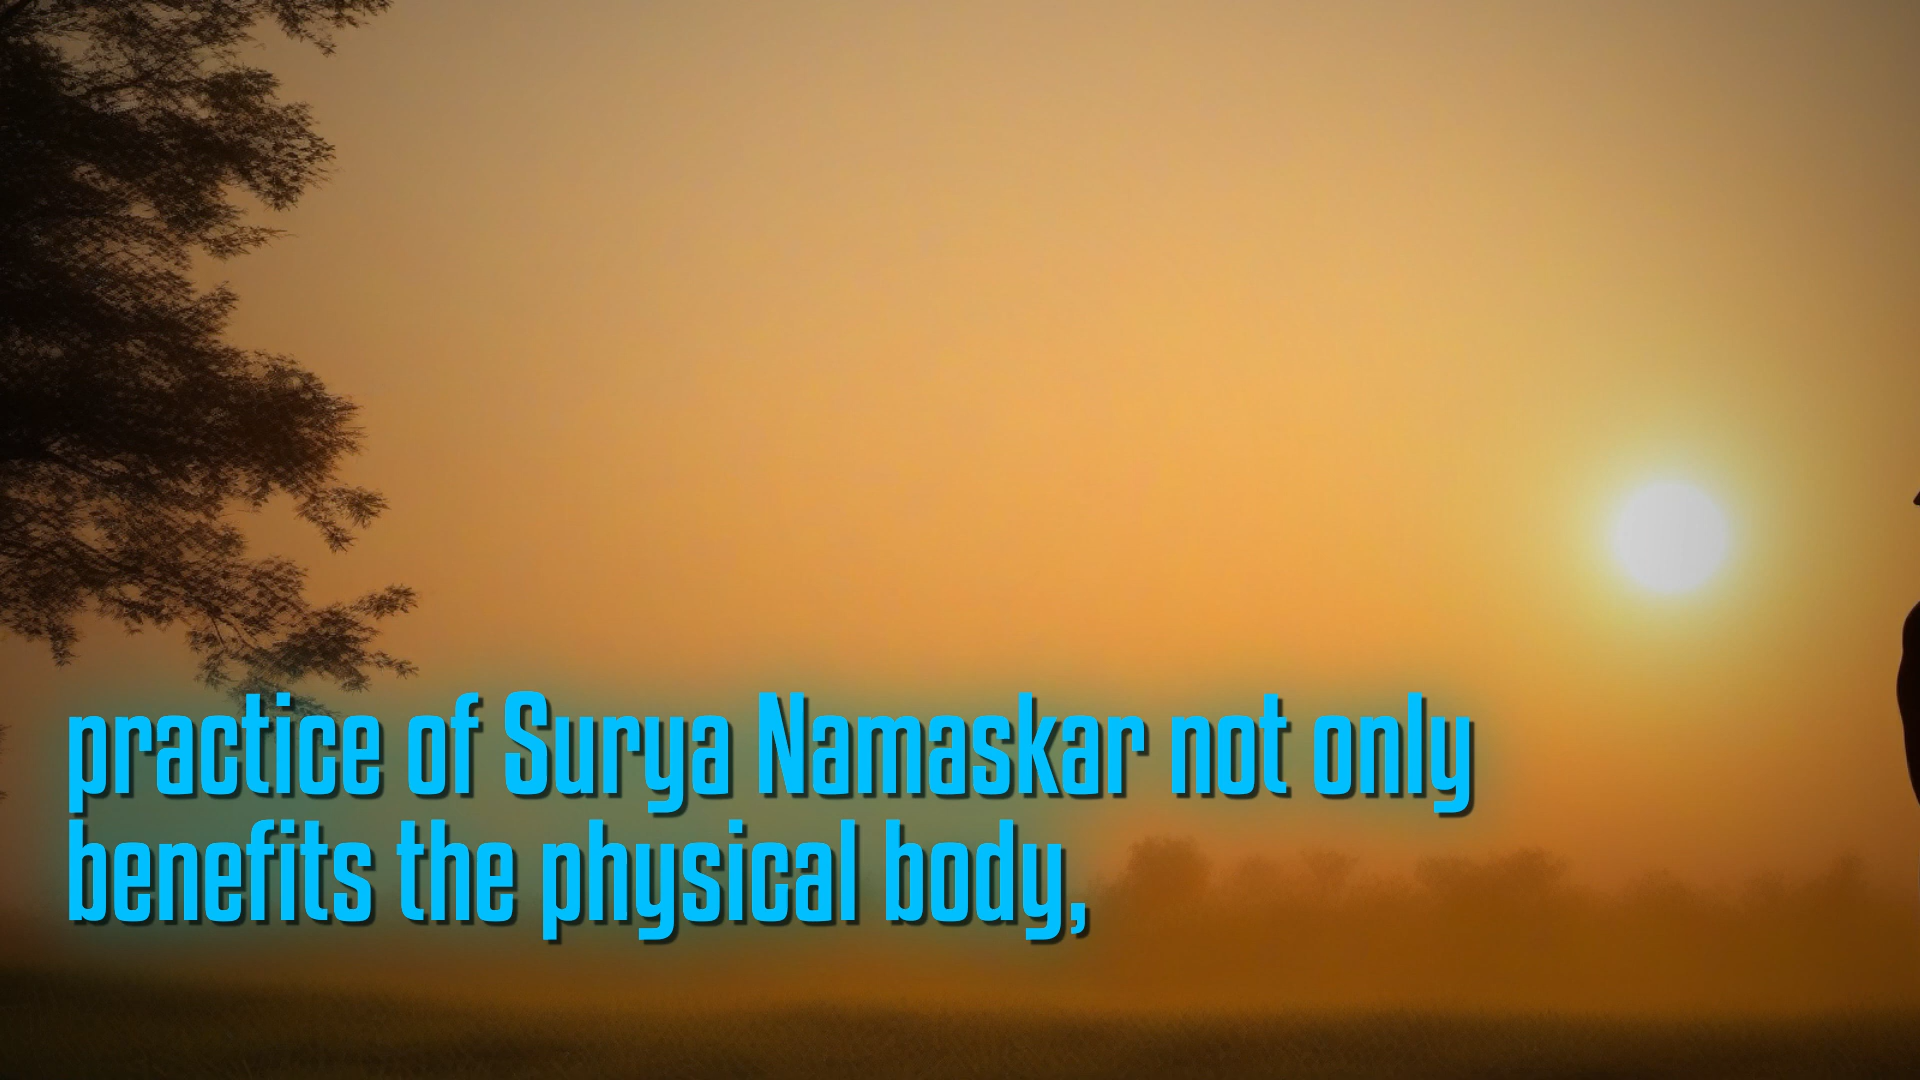 practice of Surya Namaskar not only
benefits the physical body,